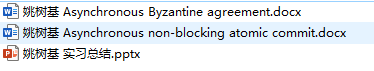 姚树基 Asynchronous Byzantine agreement.docx
姚树基 Asynchronous non-blocking atomic commit.docx
姚树基 实习总结.pptx